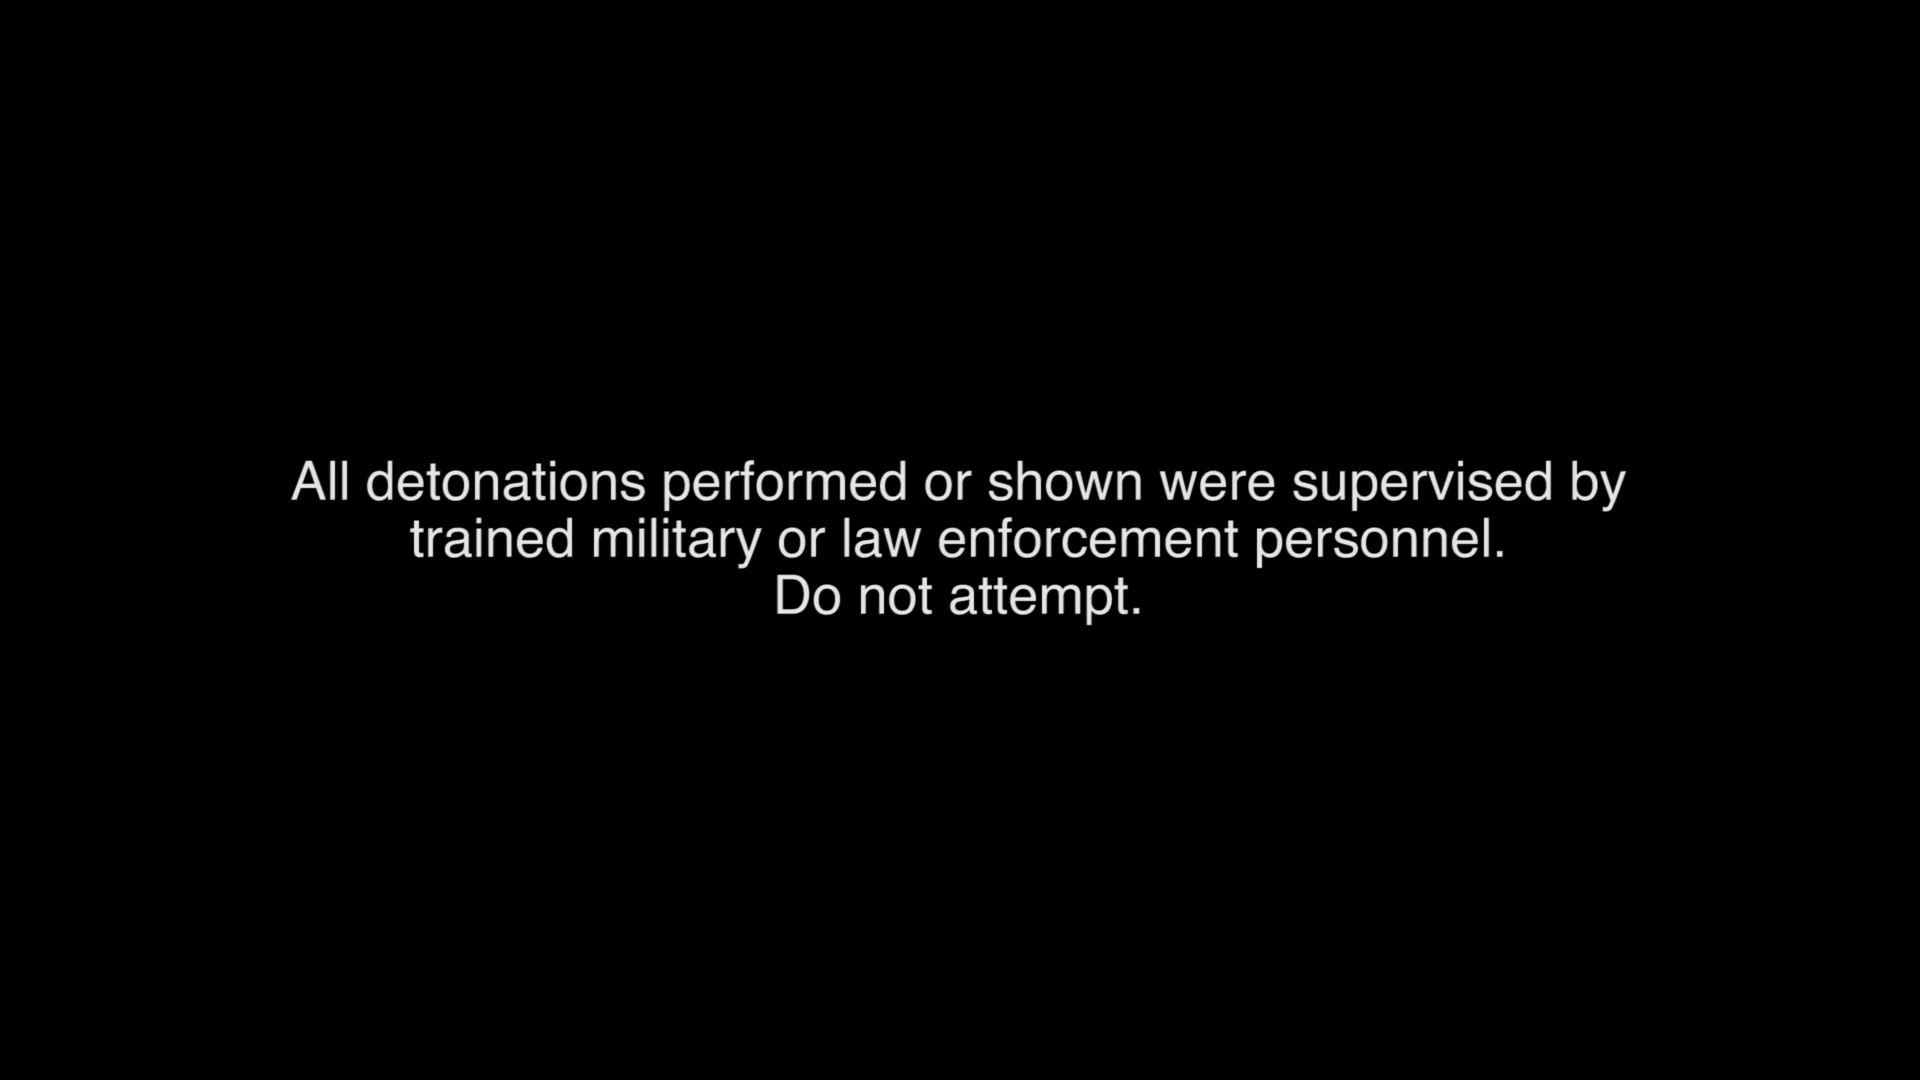 All detonations performed or shown were supervised by
trained military or law enforcement personnel.
Do not attempt.